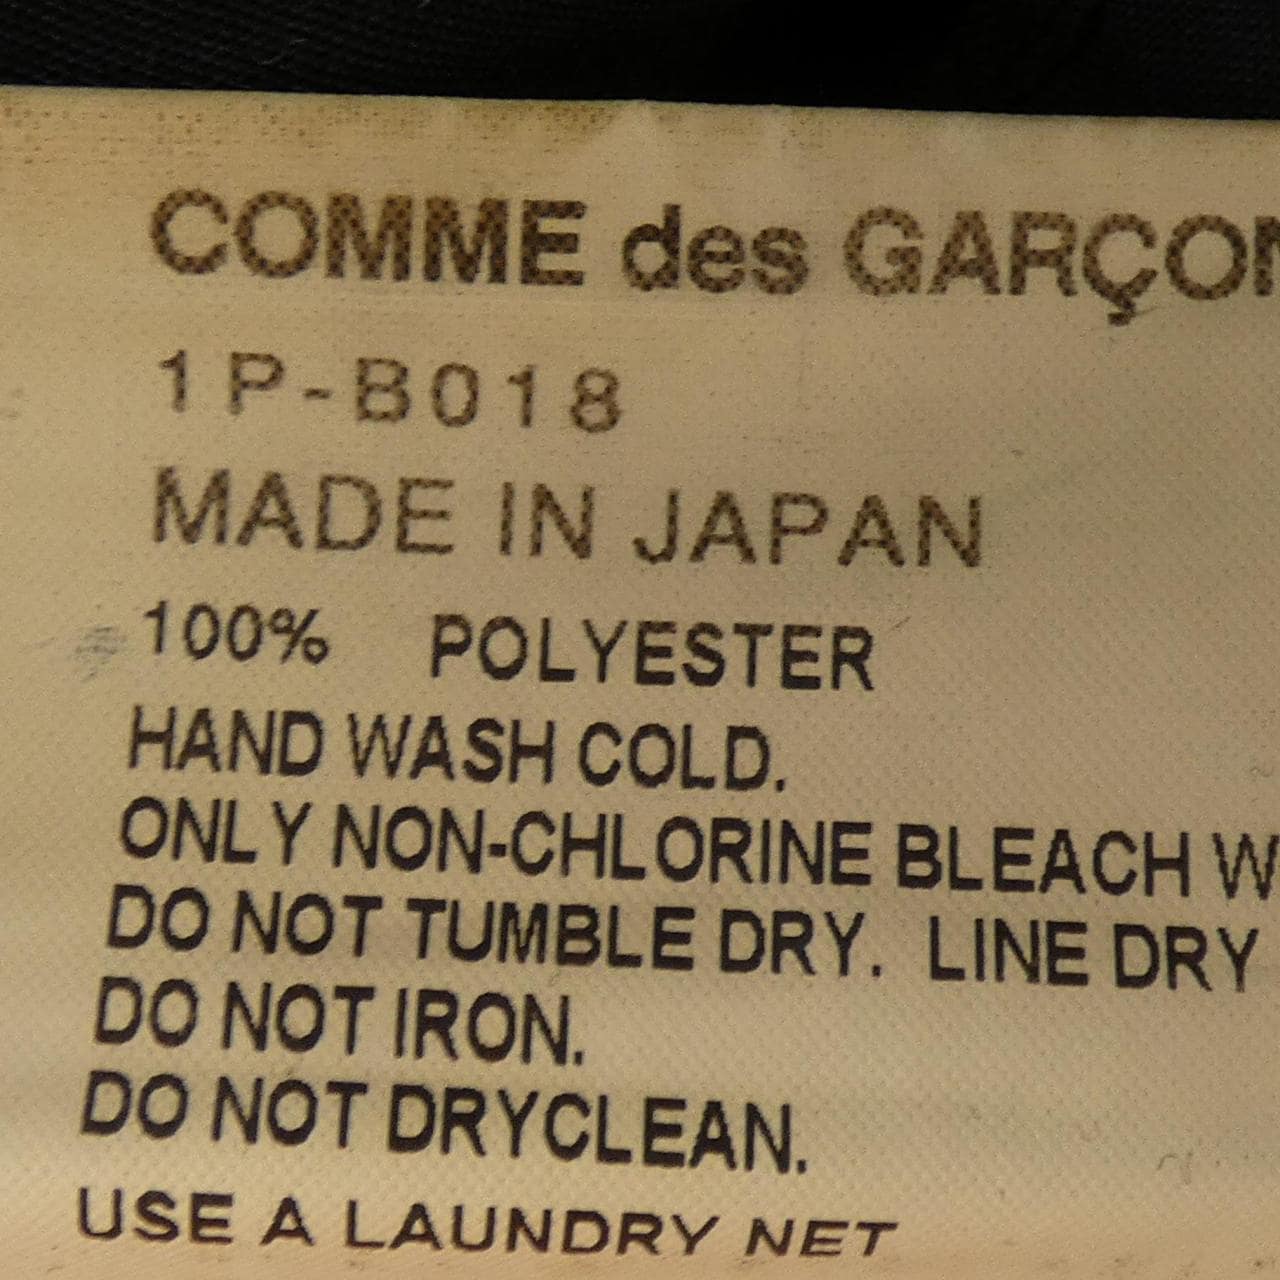 COMME des GARÇON
1P-B018
MADE IN JAPAN
100% POLYESTER
HAND WASH COLD.
ONLY NON-CHLORINE BLEACH W
DO NOT TUMBLE DRY. LINE DRY
DO NOT IRON.
DO NOT DRYCLEAN.
USE A LAUNDRY NET